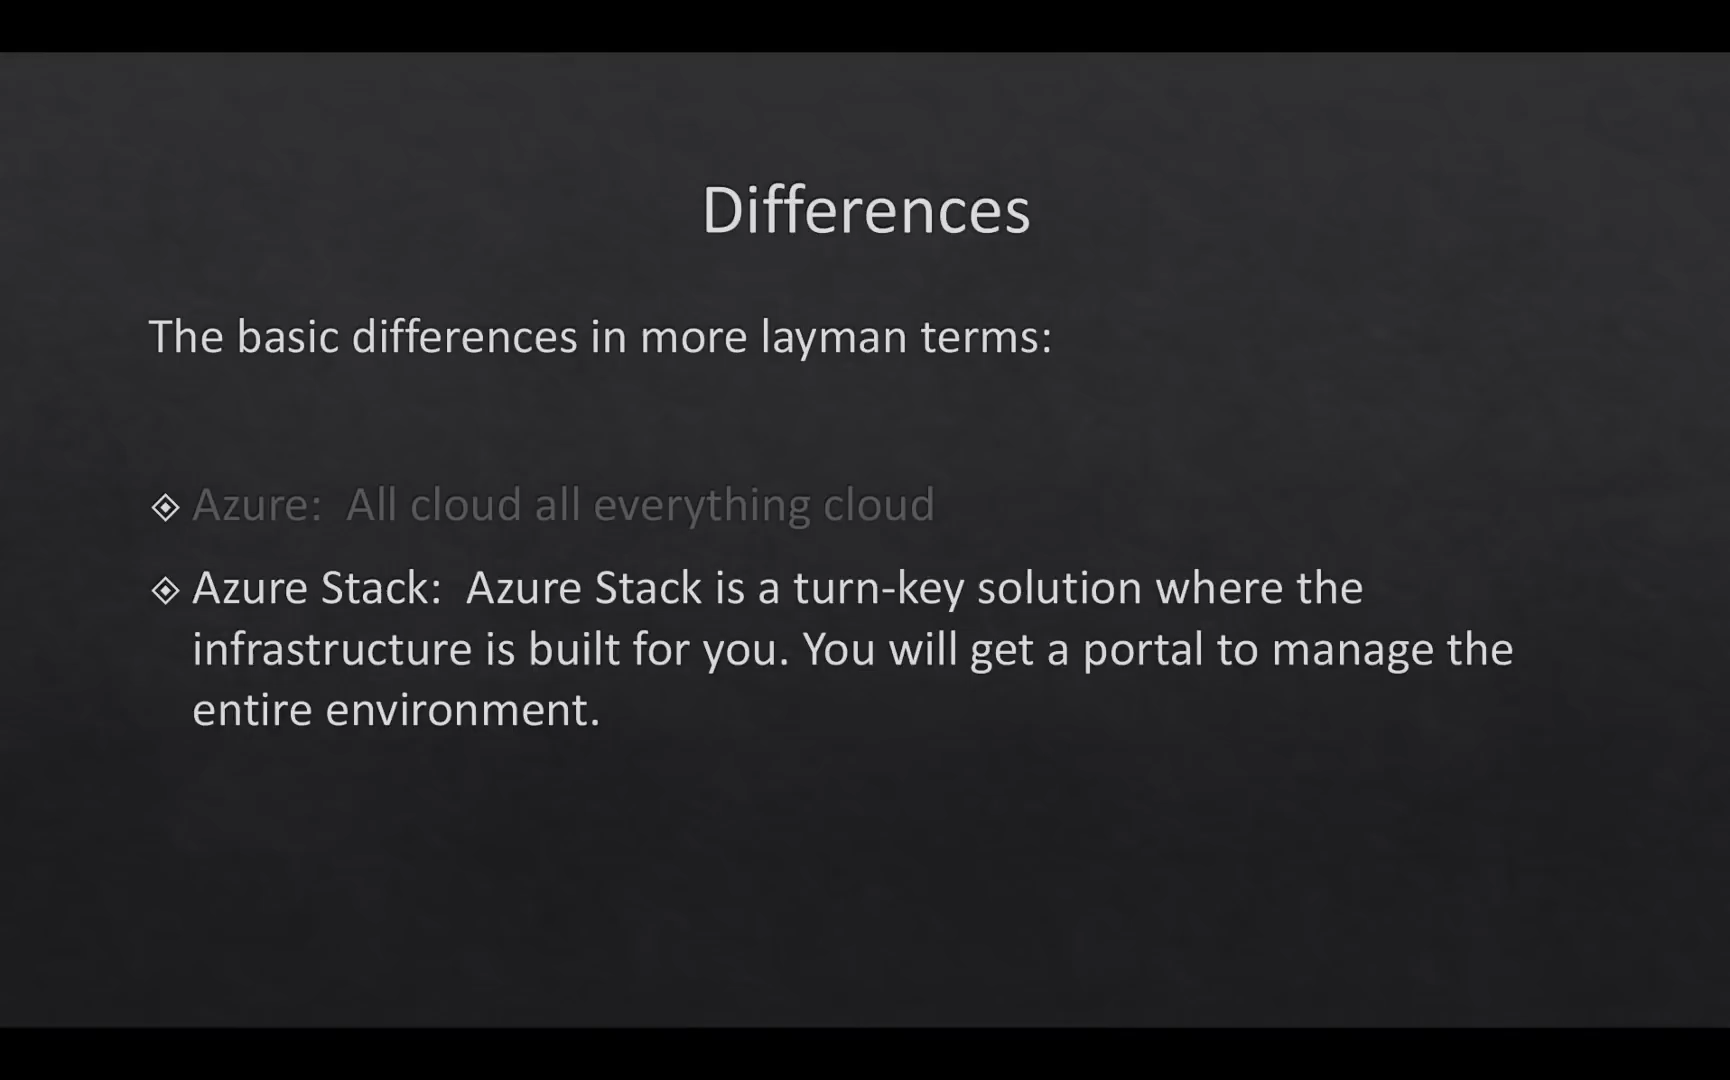 Differences
The basic differences in more layman terms:
Azure:  All cloud all everything cloud
Azure Stack:  Azure Stack is a turn-key solution where the
infrastructure is built for you. You will get a portal to manage the
entire environment.